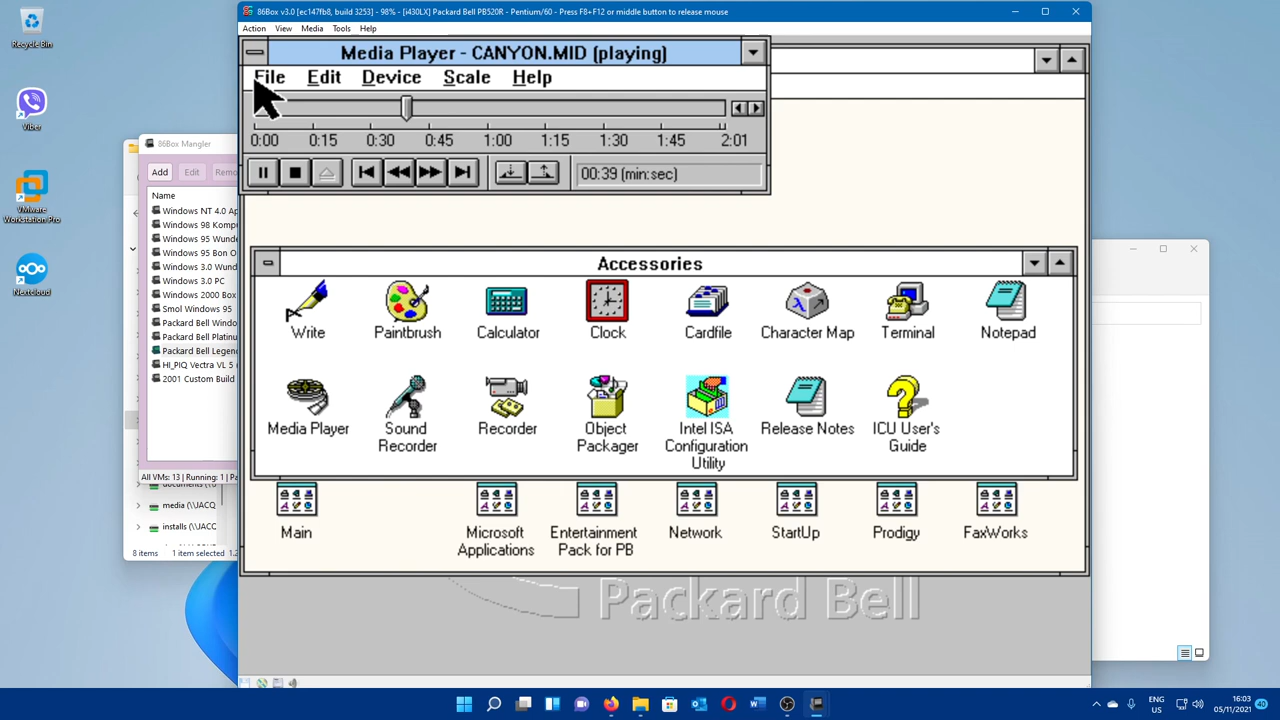 Recycle Bin
Viber
VMware
Workstation Pro
Nextcloud
86Box Mangler
Add
Edit
Name
Windows NT 4.0
Windows 98
Windows 95
Windows 95 Bon
Windows 3.0
Windows 3.0 PC
Windows 2000 Box
Smol Windows 95
Packard Bell
Packard Bell
Packard Bell Legen
HI_PIQ Vectra VL 5
2001 Custom Build
All VMs: 13 | Running: 1 |
media (\\JACQ
installs (\\JACC
8 items
1 item selected
86Box v3.0 [ec147fb8, build 3253] - 98% - [i430LX] Packard Bell PB520R - Pentium/60 - Press F8+F12 or middle button to release mouse
Action View Media Tools Help
Media Player - CANYON.MID (playing)
File Edit Device Scale Help
0:00 0:15 0:30 0:45 1:00 1:15 1:30 1:45 2:01
00:39 (min:sec)
Accessories
Write Paintbrush Calculator Clock Cardfile Character Map Terminal Notepad
Media Player
Sound
Recorder
Recorder
Object
Packager
Intel ISA
Configuration
Utility
Release Notes
ICU User's
Guide
Main
Microsoft
Applications
Entertainment
Pack for PB
Network
StartUp
Prodigy
FaxWorks
Packard Bell
ENG
US
16:03
05/11/2021